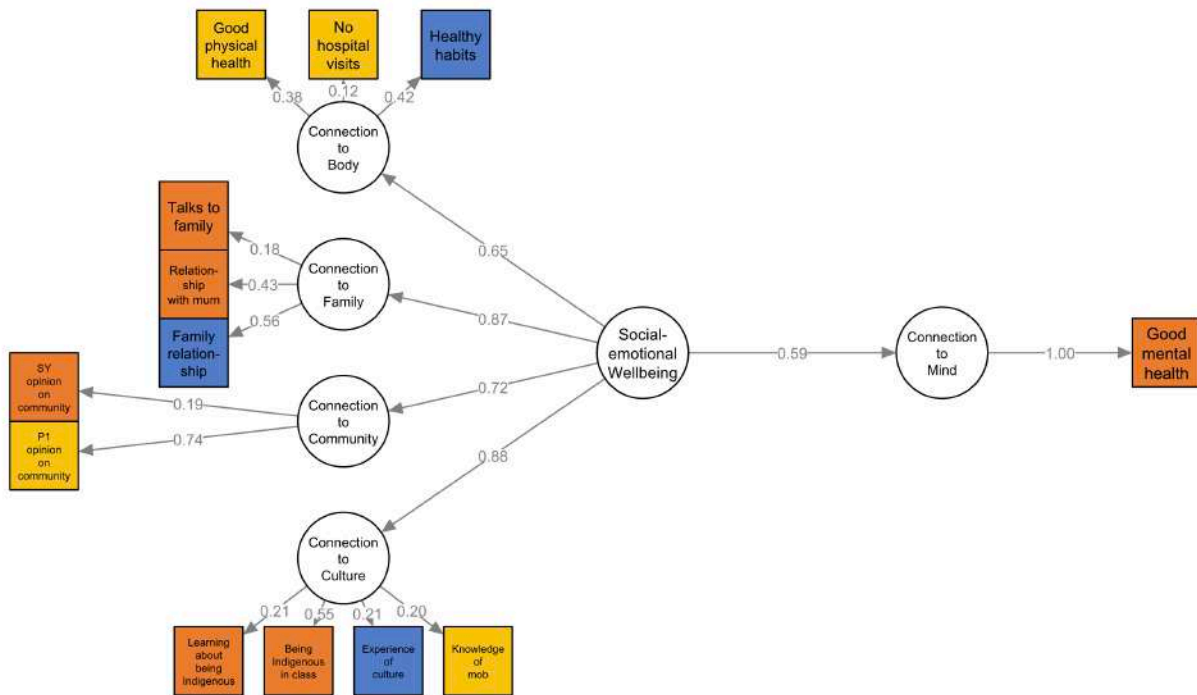 Good
physical
health
No
hospital
visits
Healthy
habits
0.38
0.12
0.42
Connection
to
Body
0.65
Talks to
family
Relation-
ship
with mum
Family
relation-
ship
0.18
0.43
0.56
Connection
to
Family
0.87
Social-
emotional
Wellbeing
0.59
Connection
to
Mind
1.00
Good
mental
health
SY
opinion
on
community
P1
opinion
on
community
0.19
0.74
Connection
to
Community
0.72
0.88
Connection
to
Culture
0.21
0.55
0.21
0.20
Learning
about
being
Indigenous
Being
Indigenous
in class
Experience
of
culture
Knowledge
of
mob